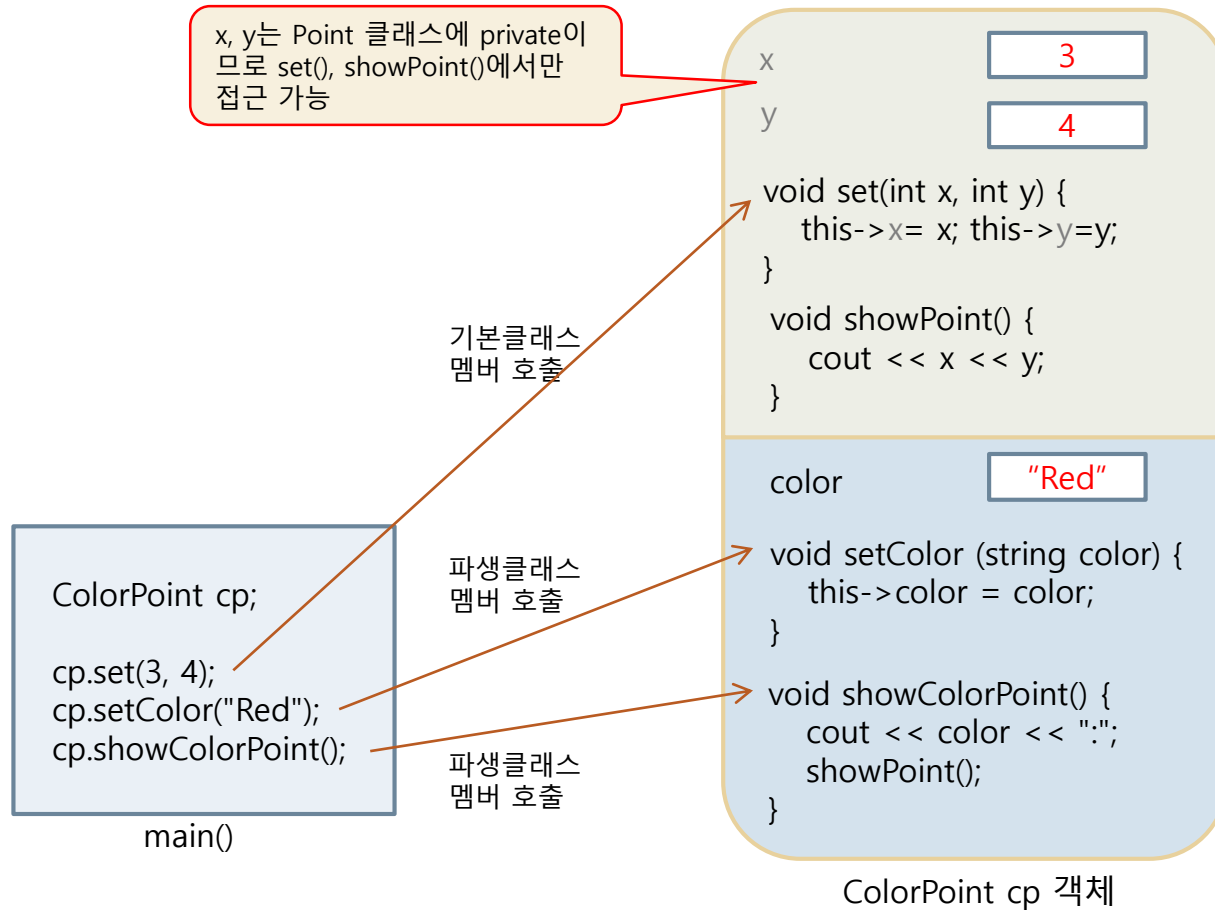 x, y는 Point 클래스에 private이
므로 set(), showPoint()에서만
접근 가능
x
3
y
4
void set(int x, int y) {
this->x= x; this->y=y;
}
void showPoint() {
cout << x << y;
}
기본클래스
멤버 호출
color
"Red"
void setColor (string color) {
this->color = color;
}
void showColorPoint() {
cout << color << ":";
showPoint();
}
파생클래스
멤버 호출
ColorPoint cp;
cp.set(3, 4);
cp.setColor("Red");
cp.showColorPoint();
파생클래스
멤버 호출
main()
ColorPoint cp 객체